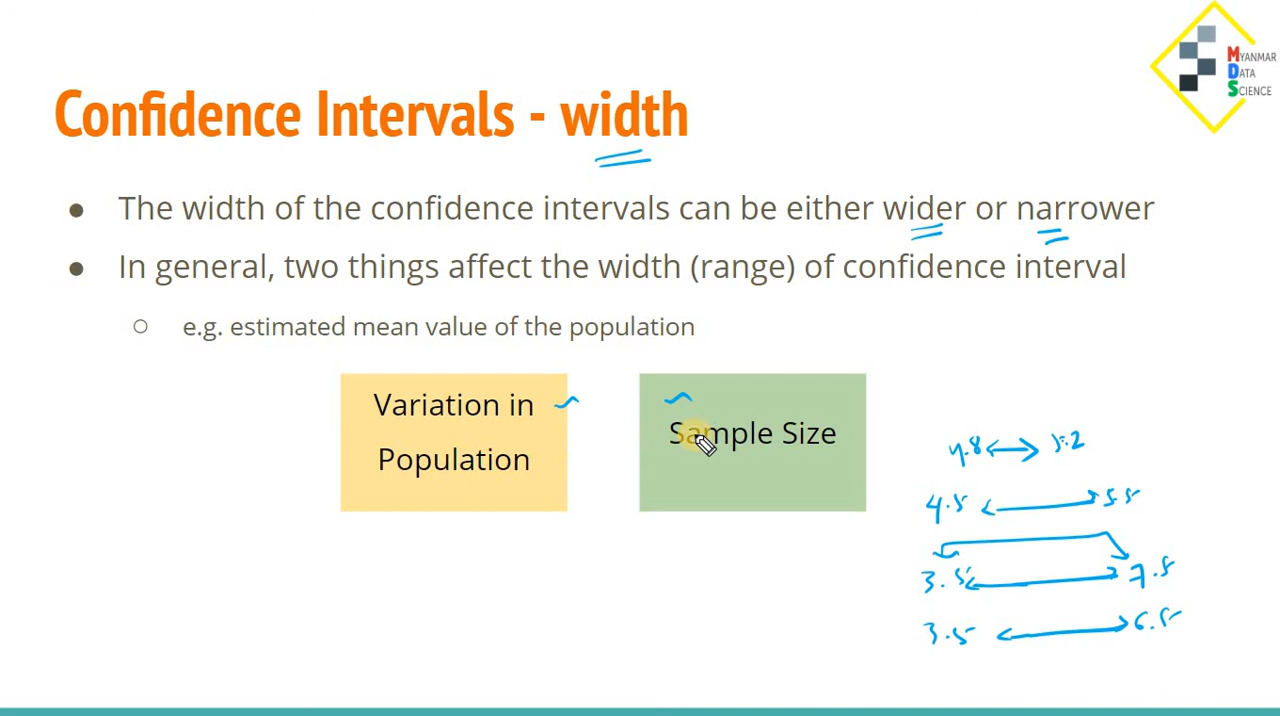 MYANMAR
DATA
SCIENCE
Confidence Intervals - width
● The width of the confidence intervals can be either wider or narrower
● In general, two things affect the width (range) of confidence interval
○ e.g. estimated mean value of the population
Variation in
Population
Sample Size
4.8 5.2
4.5 5.5
3.5 7.5
3.5 6.5